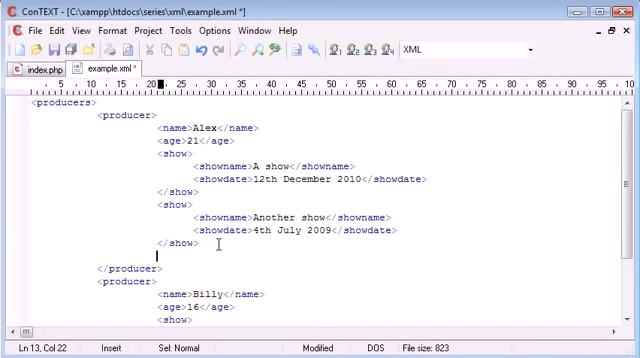 ConTEXT - [C:\xampp\htdocs\series\xml\example.xml *]
File Edit View Format Project Tools Options Window Help
XML
index.php example.xml *
5 10 15 20 25 30 35 40 45 50 55 60 65 70 75 80 85 90 95 100
<producers>
<producer>
<name>Alex</name>
<age>21</age>
<show>
<showname>A show</showname>
<showdate>12th December 2010</showdate>
</show>
<show>
<showname>Another show</showname>
<showdate>4th July 2009</showdate>
</show>
</producer>
<producer>
<name>Billy</name>
<age>16</age>
<show>
Ln 13, Col 22 Insert Sel: Normal Modified DOS File size: 823